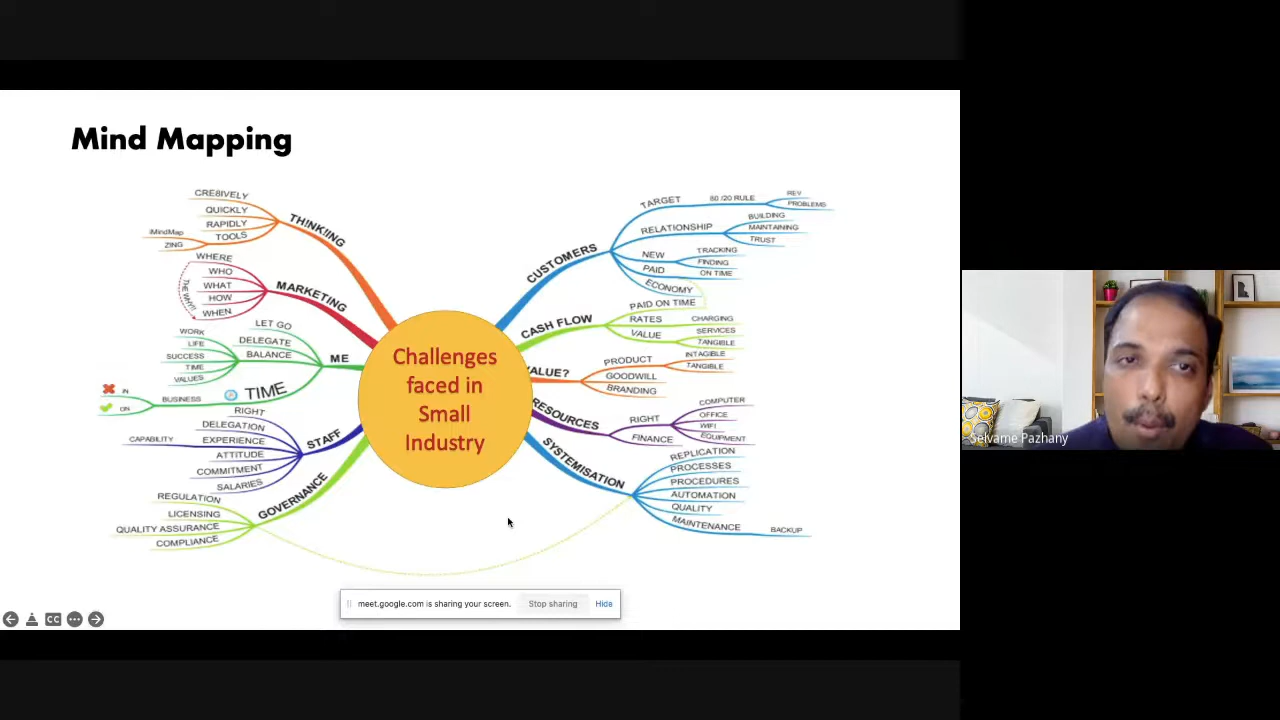 Mind Mapping
CRE8IVELY
QUICKLY
RAPIDLY
TOOLS
iMindMap
ZING
THINKING
WHERE
WHO
WHAT
HOW
WHEN
THE WHY!!
MARKETING
LET GO
DELEGATE
BALANCE
WORK
LIFE
SUCCESS
TIME
VALUES
ME
TIME
BUSINESS
IN
ON
RIGHT
DELEGATION
EXPERIENCE
CAPABILITY
ATTITUDE
COMMITMENT
SALARIES
STAFF
REGULATION
LICENSING
QUALITY ASSURANCE
COMPLIANCE
GOVERNANCE
Challenges
faced in
Small
Industry
CUSTOMERS
TARGET
80 /20 RULE
REV
PROBLEMS
RELATIONSHIP
BUILDING
MAINTAINING
TRUST
NEW
TRACKING
FINDING
PAID
ON TIME
ECONOMY
CASH FLOW
PAID ON TIME
RATES
CHARGING
VALUE
SERVICES
TANGIBLE
ALUE?
PRODUCT
INTAGIBLE
TANGIBLE
GOODWILL
BRANDING
RESOURCES
RIGHT
COMPUTER
OFFICE
WIFI
EQUIPMENT
FINANCE
SYSTEMISATION
REPLICATION
PROCESSES
PROCEDURES
AUTOMATION
QUALITY
MAINTENANCE
BACKUP
meet.google.com is sharing your screen.
Stop sharing
Hide
CC
Selvame Pazhany